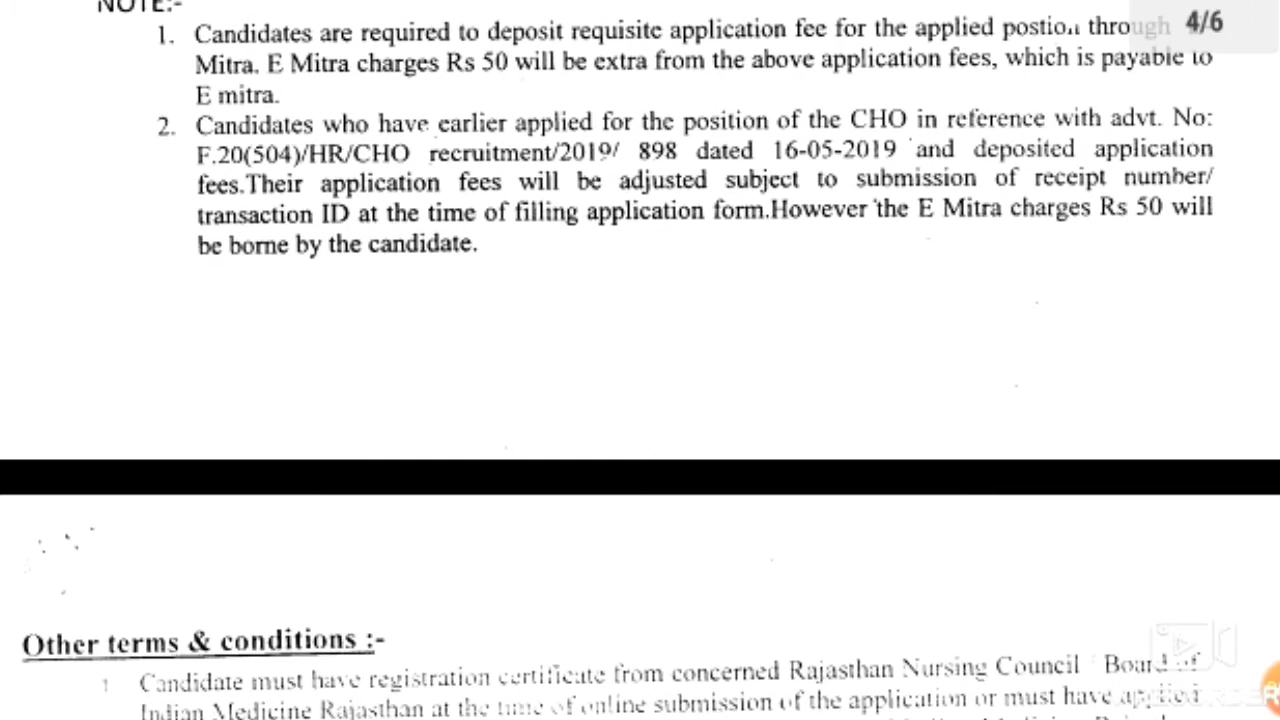 NOTE:-
4/6
1. Candidates are required to deposit requisite application fee for the applied through
Mitra. E Mitra charges Rs 50 will be extra from the above application fees, which is payable to
E mitra.
2. Candidates who have earlier applied for the position of the CHO in reference with advt. No:
F.20(504)/HR/CHO recruitment/2019/ 898 dated 16-05-2019 and deposited application
fees.Their application fees will be adjusted subject to submission of receipt number/
transaction ID at the time of filling application form.However the E Mitra charges Rs 50 will
be borne by the candidate.
Other terms & conditions :-
1 Candidate must have registration certificate from concerned Rajasthan Nursing Council Board of
Indian Medicine Rajasthan at the time of online submission of the application or must have applied